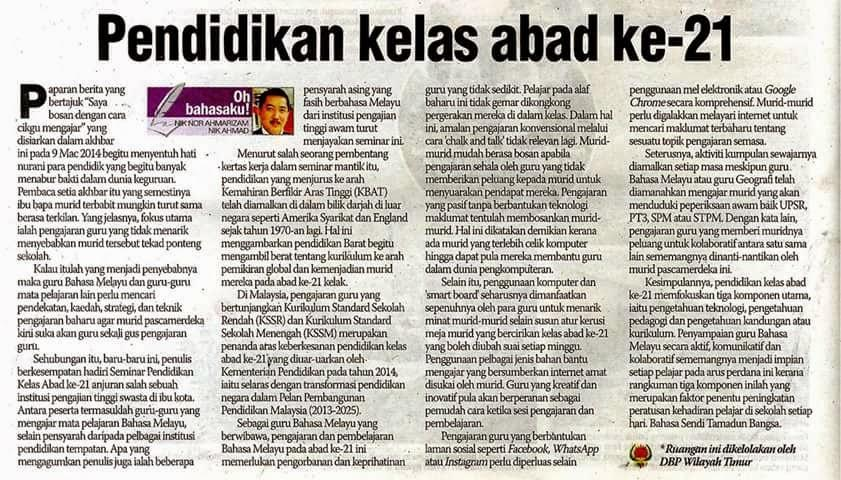 Pendidikan kelas abad ke-21
Paparan berita yang
bertajuk "Saya
bosan dengan cara
cikgu mengajar" yang
disiarkan dalam akhbar
ini pada 9 Mac 2014 begitu menyentuh hati
nurani para pendidik yang begitu banyak
menabur bakti dalam dunia keguruan.
Pembaca setia akhbar itu yang semestinya
ibu bapa murid terbabit mungkin turut sama
berasa terkilan. Yang jelasnya, fokus utama
ialah pengajaran guru yang tidak menarik
menyebabkan murid tersebut tekad ponteng
sekolah.
Kalau itulah yang menjadi penyebabnya
maka guru Bahasa Melayu dan guru-guru
mata pelajaran lain perlu mencari
pendekatan, kaedah, strategi, dan teknik
pengajaran baharu agar murid pascamerdeka
kini suka akan guru sekali gus pengajaran
guru.
Sehubungan itu, baru-baru ini, penulis
berkesempatan hadiri Seminar Pendidikan
Kelas Abad ke-21 anjuran salah sebuah
institusi pengajian tinggi swasta di ibu kota.
Antara peserta termasuklah guru-guru yang
mengajar mata pelajaran Bahasa Melayu,
selain pensyarah daripada pelbagai institusi
pendidikan tempatan. Apa yang
mengagumkan penulis juga ialah beberapa
Oh
bahasaku!
NIK NOR AHMARIZAM
NIK AHMAD
pensyarah asing yang
fasih berbahasa Melayu
dari institusi pengajian
tinggi awam turut
menjayakan seminar ini.
Menurut salah seorang pembentang
kertas kerja dalam seminar mantik itu,
pendidikan yang menjurus ke arah
Kemahiran Berfikir Aras Tinggi (KBAT)
telah diamalkan di dalam bilik darjah di luar
negara seperti Amerika Syarikat dan England
sejak tahun 1970-an lagi. Hal ini
menggambarkan pendidikan Barat begitu
mengambil berat tentang kurikulum ke arah
pemikiran global dan kemenjadian murid
mereka pada abad ke-21 kelak.
Di Malaysia, pengajaran guru yang
bertunjangkan Kurikulum Standard Sekolah
Rendah (KSSR) dan Kurikulum Standard
Sekolah Menengah (KSSM) merupakan
penanda aras keberkesanan pendidikan kelas
abad ke-21 yang diuar-uarkan oleh
Kementerian Pendidikan pada tahun 2014,
iaitu selaras dengan transformasi pendidikan
negara dalam Pelan Pembangunan
Pendidikan Malaysia (2013-2025).
Sebagai guru Bahasa Melayu yang
berwibawa, pengajaran dan pembelajaran
Bahasa Melayu pada abad ke-21 ini
memerlukan pengorbanan dan keprihatinan
guru yang tidak sedikit. Pelajar pada alaf
baharu ini tidak gemar dikongkong
pergerakan mereka di dalam kelas. Dalam hal
ini, amalan pengajaran konvensional melalui
cara 'chalk and talk' tidak relevan lagi. Murid-
murid mudah berasa bosan apabila
pengajaran sehala oleh guru yang tidak
memberikan peluang kepada murid untuk
menyuarakan pendapat mereka. Pengajaran
yang pasif tanpa berbantukan teknologi
maklumat tentulah membosankan murid-
murid. Hal ini dikatakan demikian kerana
ada murid yang terlebih celik komputer
hingga dapat pula mereka membantu guru
dalam dunia pengkomputeran.
Selain itu, penggunaan komputer dan
'smart board' seharusnya dimanfaatkan
sepenuhnya oleh para guru untuk menarik
minat murid-murid selain susun atur kerusi
meja murid yang bercirikan kelas abad ke-21
yang boleh diubah suai setiap minggu.
Penggunaan pelbagai jenis bahan bantu
mengajar yang bersumberkan internet amat
disukai oleh murid. Guru yang kreatif dan
inovatif pula akan berperanan sebagai
pemudah cara ketika sesi pengajaran dan
pembelajaran.
Pengajaran guru yang berbantukan
laman sosial seperti Facebook, WhatsApp
atau Instagram perlu diperluas selain
penggunaan mel elektronik atau Google
Chrome secara komprehensif. Murid-murid
perlu digalakkan melayari internet untuk
mencari maklumat terbaharu tentang
sesuatu topik pengajaran semasa.
Seterusnya, aktiviti kumpulan sewajarnya
diamalkan setiap masa meskipun guru
Bahasa Melayu atau guru Geografi telah
diamanahkan mengajar murid yang akan
menduduki peperiksaan awam baik UPSR,
PT3, SPM atau STPM. Dengan kata lain,
pengajaran guru yang memberi muridnya
peluang untuk kolaboratif antara satu sama
lain sememangnya dinanti-nantikan oleh
murid pascamerdeka ini.
Kesimpulannya, pendidikan kelas abad
ke-21 memfokuskan tiga komponen utama,
iaitu pengetahuan teknologi, pengetahuan
pedagogi dan pengetahuan kandungan atau
kurikulum. Penyampaian guru Bahasa
Melayu secara aktif, komunikatif dan
kolaboratif sememangnya menjadi impian
setiap pelajar pada arus perdana ini kerana
rangkuman tiga komponen inilah yang
merupakan faktor penentu peningkatan
peratusan kehadiran pelajar di sekolah setiap
hari. Bahasa Sendi Tamadun Bangsa.
*Ruangan ini dikelolakan oleh
DBP Wilayah Timur